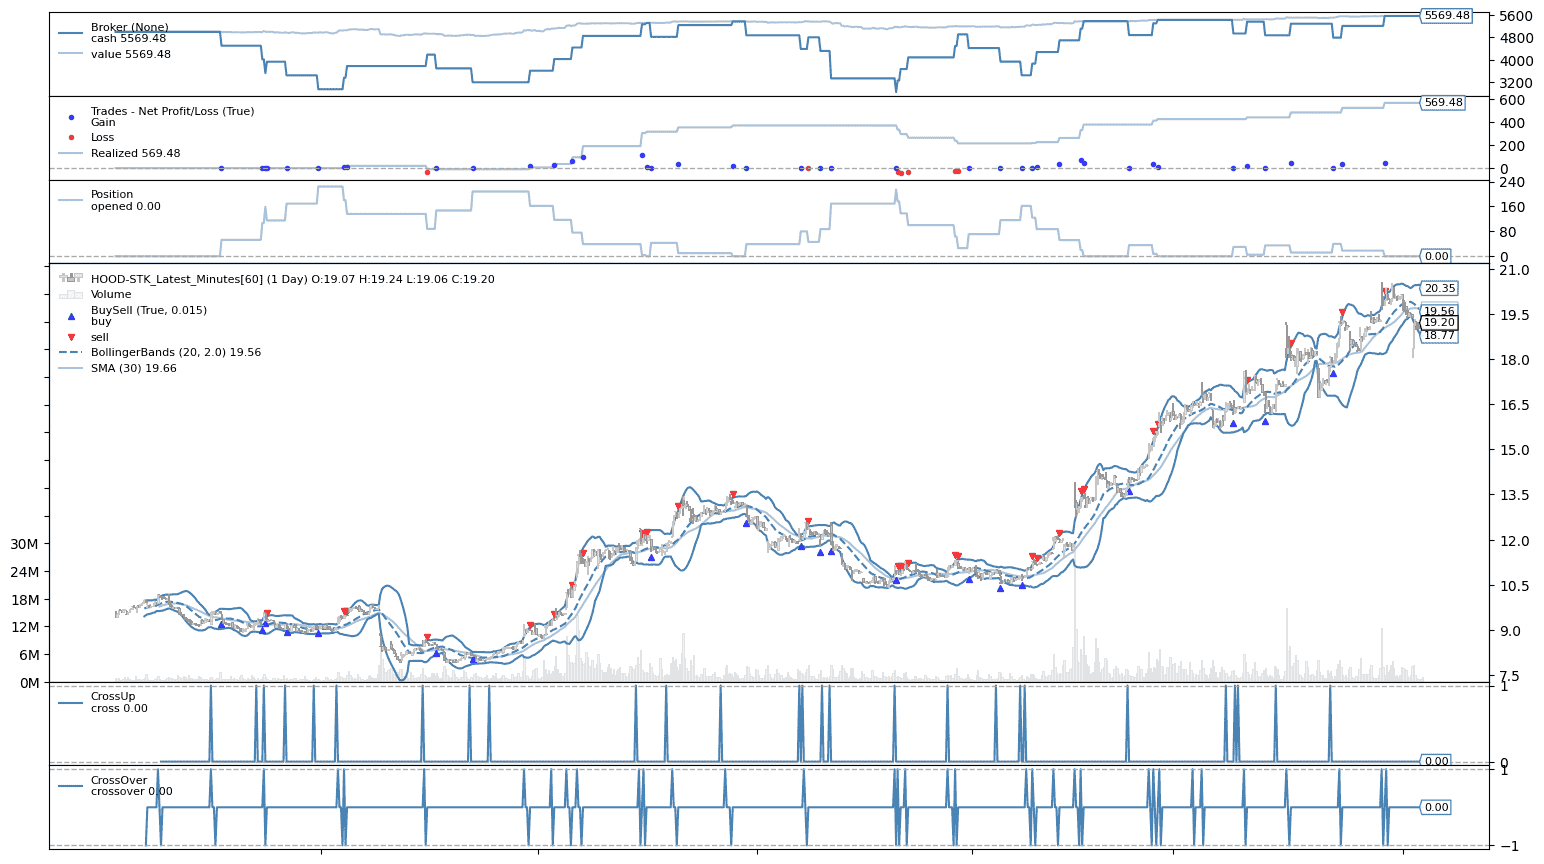 Broker (None)
cash 5569.48
value 5569.48
5569.48
5600
4800
4000
3200
Trades - Net Profit/Loss (True)
Gain
Loss
Realized 569.48
569.48
600
400
200
0
Position
opened 0.00
0.00
240
160
80
0
HOOD-STK_Latest_Minutes[60] (1 Day) O:19.07 H:19.24 L:19.06 C:19.20
Volume
BuySell (True, 0.015)
buy
sell
BollingerBands (20, 2.0) 19.56
SMA (30) 19.66
20.35
19.56
19.20
18.77
21.0
19.5
18.0
16.5
15.0
13.5
12.0
10.5
9.0
7.5
30M
24M
18M
12M
6M
0M
CrossUp
cross 0.00
0.00
1
0
CrossOver
crossover 0.00
0.00
1
−1